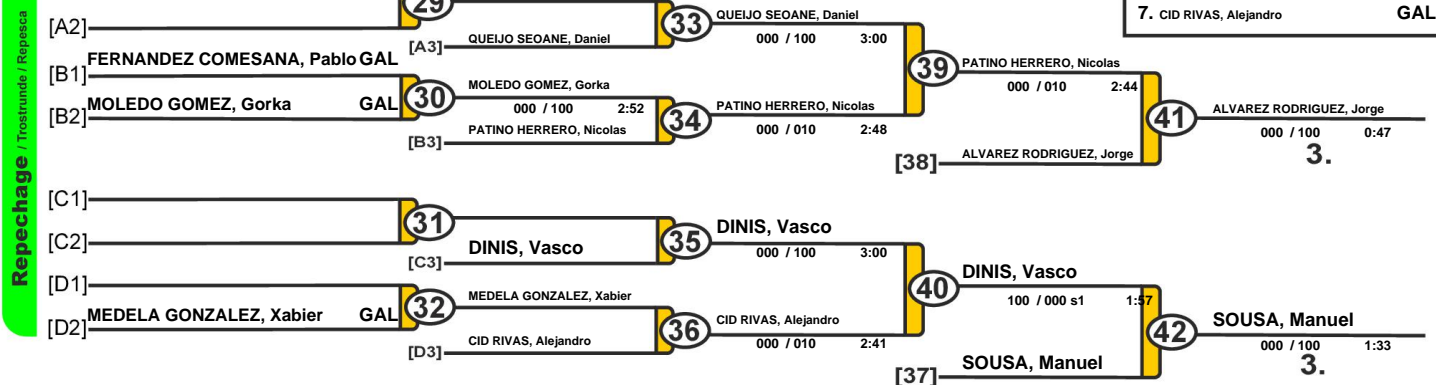 Repechage / Trostrunde / Repesca
29
[A2]
[A3] QUEIJO SEOANE, Daniel
33
QUEIJO SEOANE, Daniel
000 / 100 3:00
7. CID RIVAS, Alejandro GAL
[B1] FERNANDEZ COMESANA, Pablo GAL
[B2] MOLEDO GOMEZ, Gorka GAL
30
MOLEDO GOMEZ, Gorka
000 / 100 2:52
[B3] PATINO HERRERO, Nicolas
34
PATINO HERRERO, Nicolas
000 / 010 2:48
39
PATINO HERRERO, Nicolas
000 / 010 2:44
[38] ALVAREZ RODRIGUEZ, Jorge
41
ALVAREZ RODRIGUEZ, Jorge
000 / 100 0:47
3.
[C1]
[C2]
31
[C3] DINIS, Vasco
35
DINIS, Vasco
000 / 100 3:00
[D1]
[D2] MEDELA GONZALEZ, Xabier GAL
32
MEDELA GONZALEZ, Xabier
[D3] CID RIVAS, Alejandro
36
CID RIVAS, Alejandro
000 / 010 2:41
40
DINIS, Vasco
100 / 000 s1 1:57
[37] SOUSA, Manuel
42
SOUSA, Manuel
000 / 100 1:33
3.